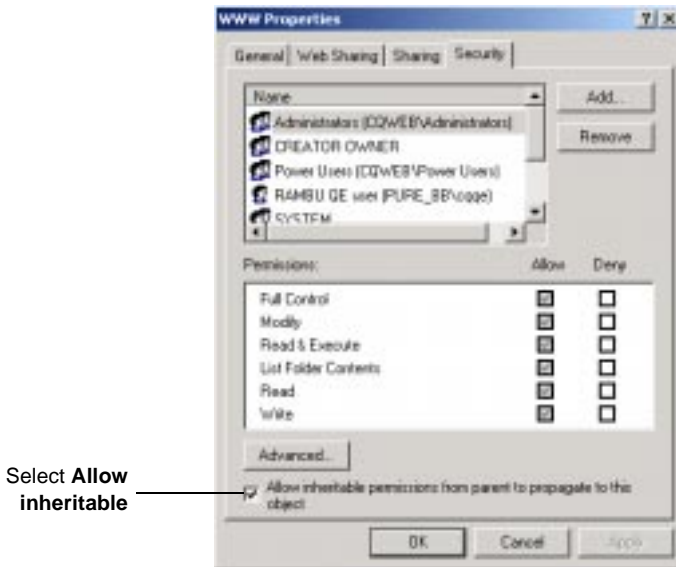 WWW Properties
General Web Sharing Sharing Security
Name
Add...
Administrators (CQWEB\Administrators)
Remove
CREATOR OWNER
Power Users (CQWEB\Power Users)
RAMBU QE user (PURE_BB\cqqe)
SYSTEM
Permissions: Allow Deny
Full Control
Modify
Read & Execute
List Folder Contents
Read
Write
Advanced...
Select Allow
inheritable
Allow inheritable permissions from parent to propagate to this
object
OK Cancel Apply